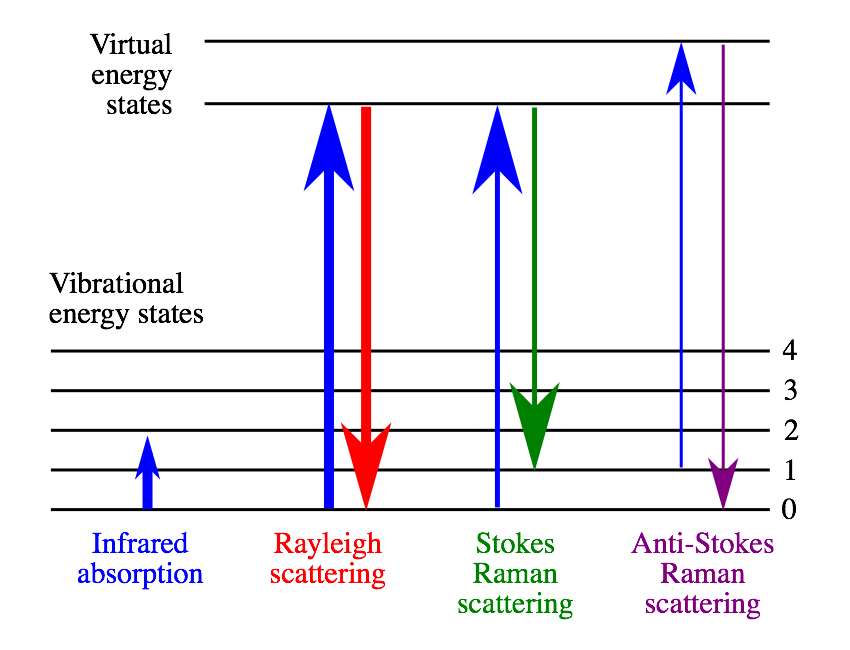 Virtual
energy
states
Vibrational
energy states
4
3
2
1
0
Infrared
absorption
Rayleigh
scattering
Stokes
Raman
scattering
Anti-Stokes
Raman
scattering